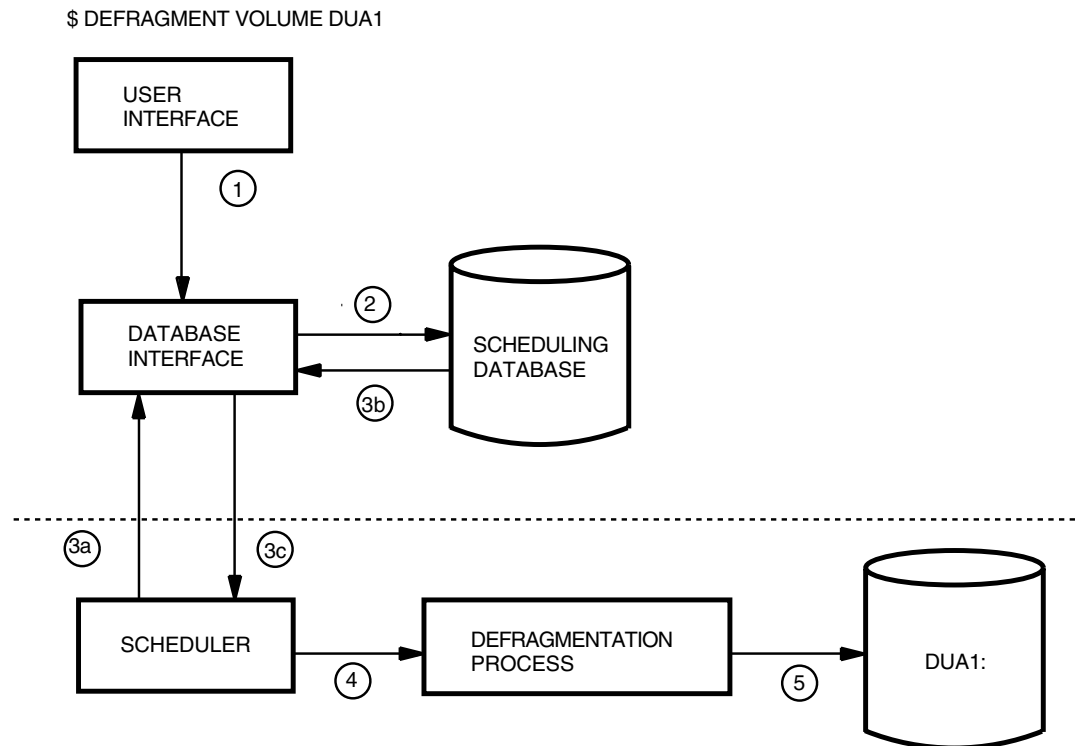 $ DEFRAGMENT VOLUME DUA1
USER
INTERFACE
1
2
DATABASE
INTERFACE
SCHEDULING
DATABASE
3b
3a
3c
SCHEDULER
DEFRAGMENTATION
PROCESS
DUA1:
4
5